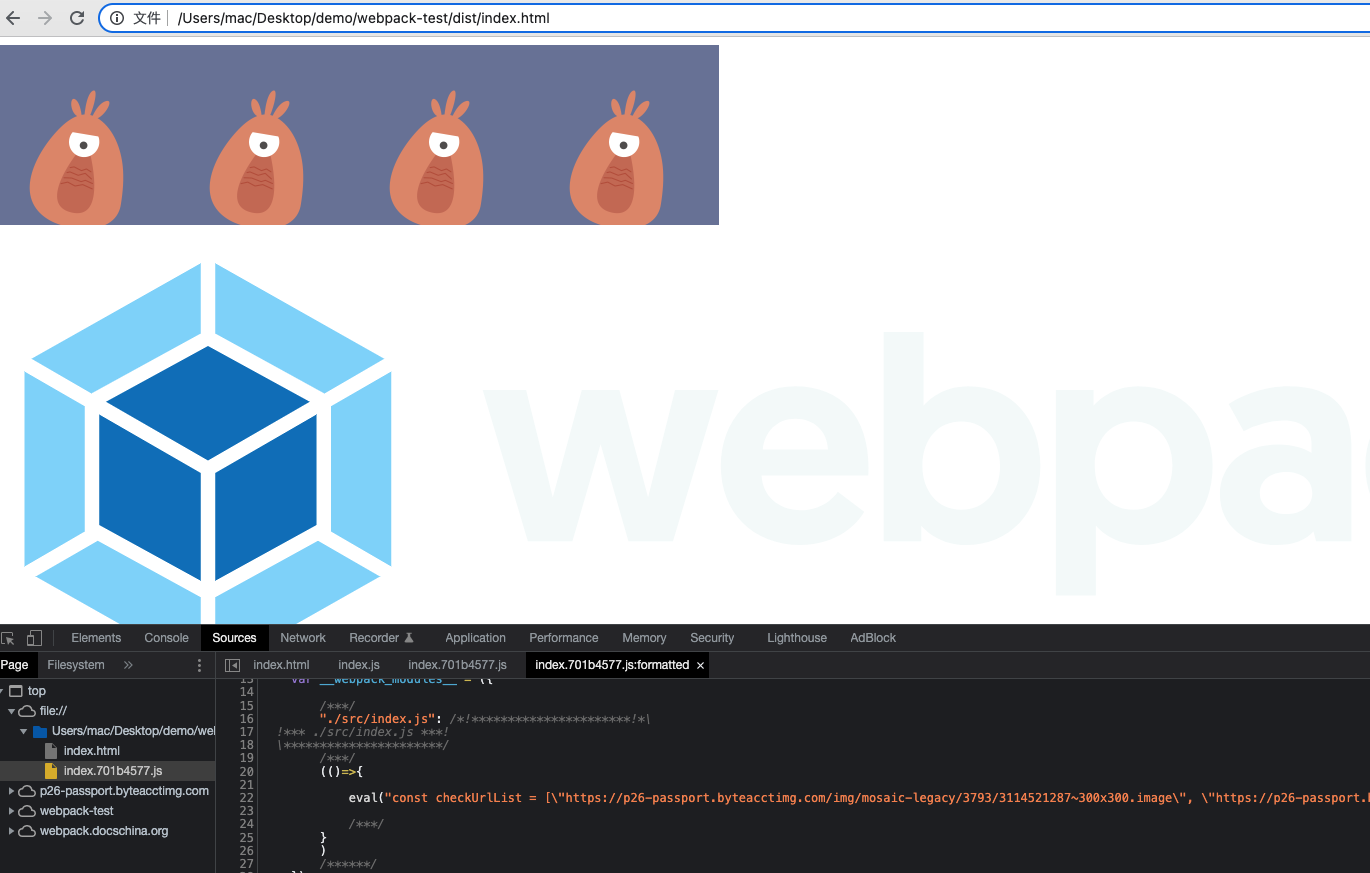 文件 /Users/mac/Desktop/demo/webpack-test/dist/index.html
webpa
Elements Console Sources Network Recorder Application Performance Memory Security Lighthouse AdBlock
Page Filesystem index.html index.js index.701b4577.js index.701b4577.js:formatted ×
top
file://
Users/mac/Desktop/demo/we
index.html
index.701b4577.js
p26-passport.byteacctimg.com
webpack-test
webpack.docschina.org
13 var __webpack_modules__ = ({
14
15 /***/
16 "./src/index.js": /*!**********************!*\
17 !*** ./src/index.js ***!
18 \**********************/
19 /***/
20 (()=>{
21
22 eval("const checkUrlList = [\"https://p26-passport.byteacctimg.com/img/mosaic-legacy/3793/3114521287~300x300.image\", \"https://p26-passport.
23
24 /***/
25 }
26 )
27 /******/